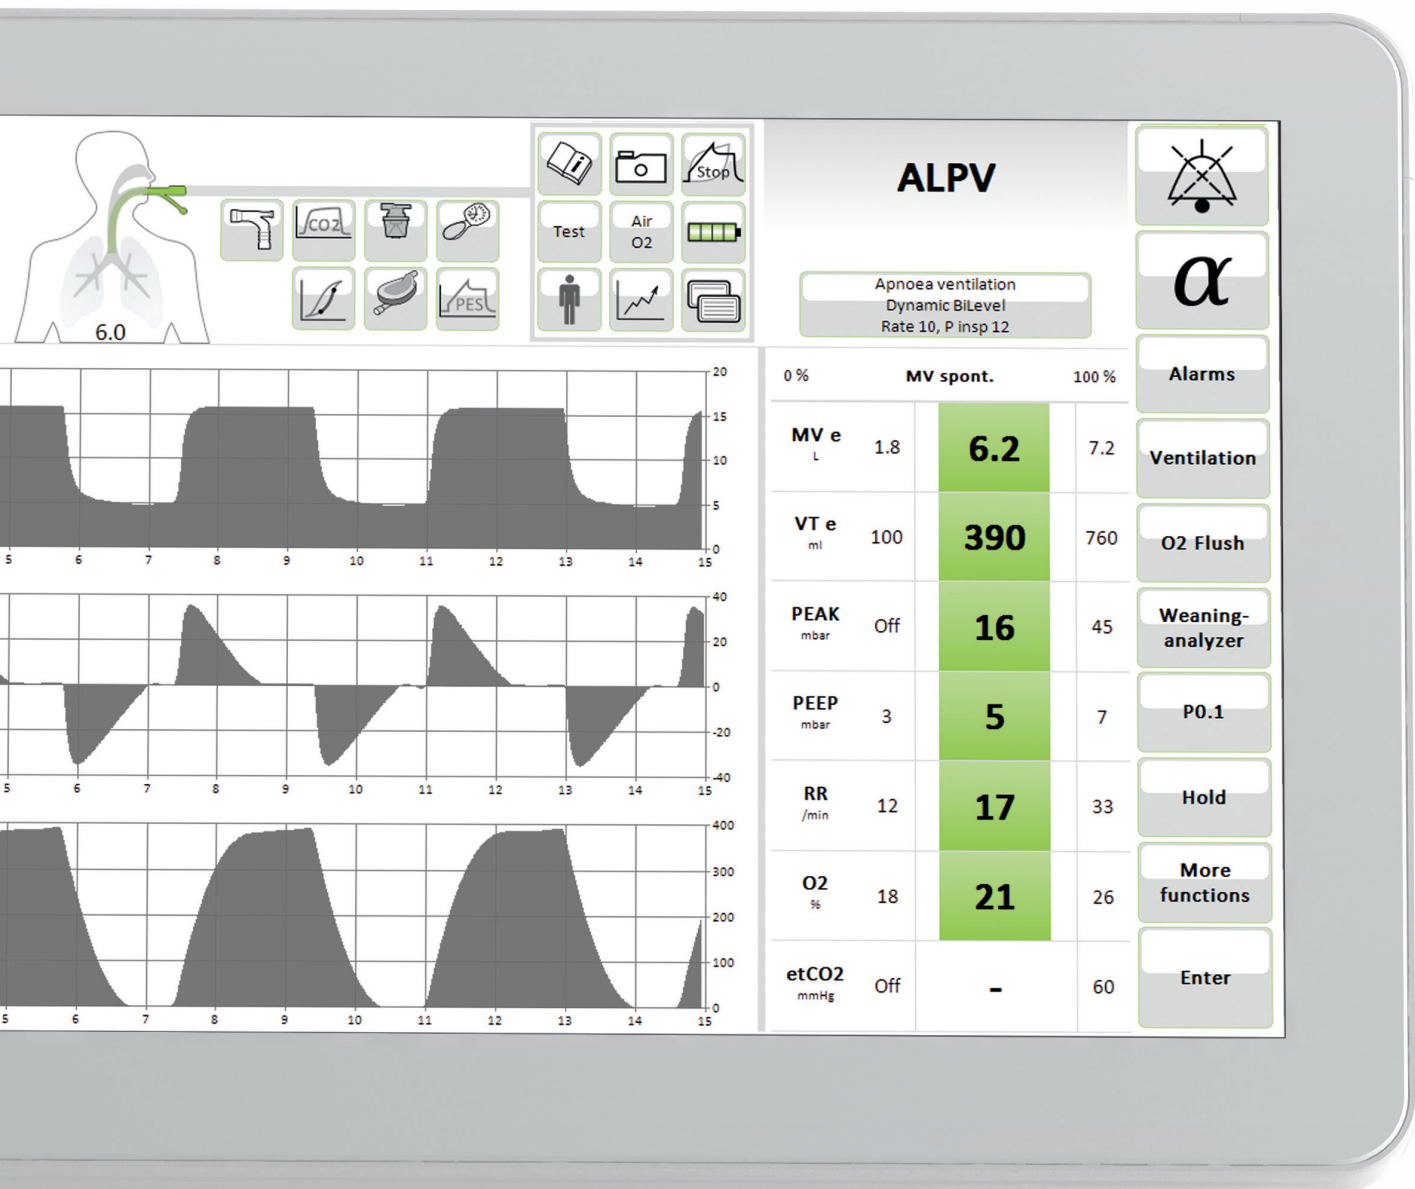 6.0
CO2
PES
Stop
Test
Air
O2
ALPV
Apnoea ventilation
Dynamic BiLevel
Rate 10, P insp 12
0 % MV spont. 100 %
MV e 1.8 6.2 7.2
L
VT e 100 390 760
ml
PEAK Off 16 45
mbar
PEEP 3 5 7
mbar
RR 12 17 33
/min
O2 18 21 26
%
etCO2 Off - 60
mmHg
α
Alarms
Ventilation
O2 Flush
Weaning-
analyzer
P0.1
Hold
More
functions
Enter
20
15
10
5
0
5 6 7 8 9 10 11 12 13 14 15
40
20
0
-20
-40
5 6 7 8 9 10 11 12 13 14 15
400
300
200
100
0
5 6 7 8 9 10 11 12 13 14 15